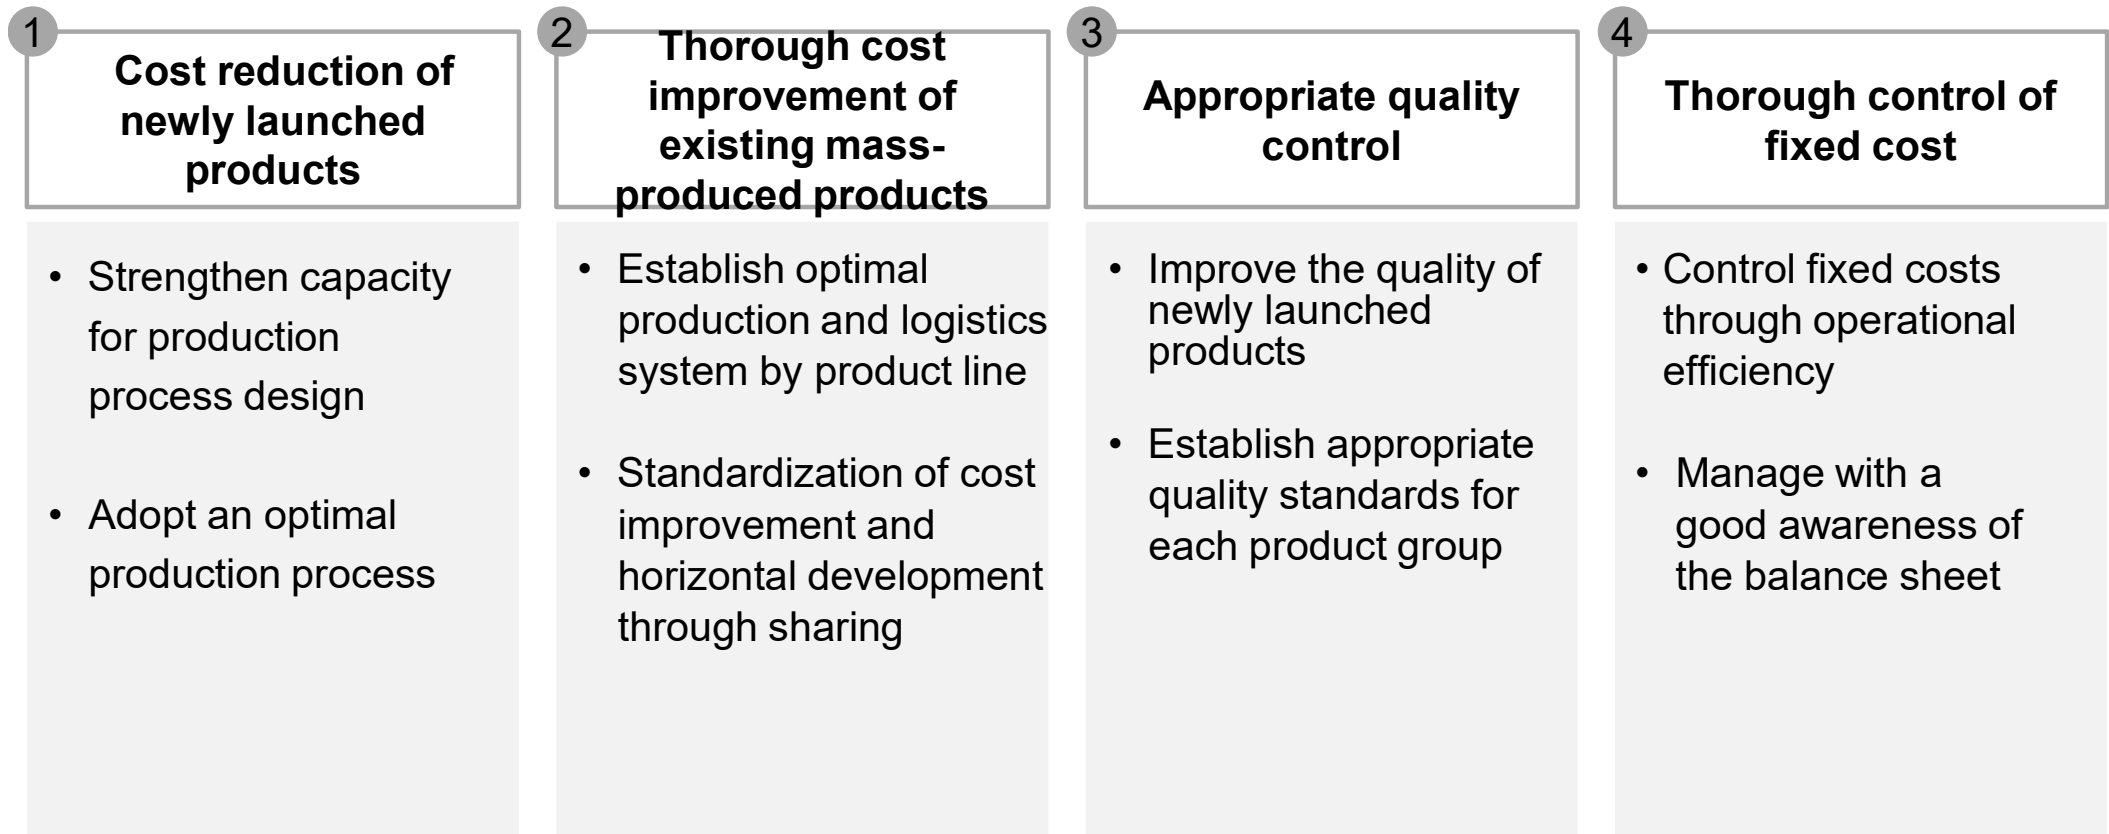 1
Cost reduction of
newly launched
products
• Strengthen capacity
for production
process design
• Adopt an optimal
production process
2
Thorough cost
improvement of
existing mass-
produced products
• Establish optimal
production and logistics
system by product line
• Standardization of cost
improvement and
horizontal development
through sharing
3
Appropriate quality
control
• Improve the quality of
newly launched
products
• Establish appropriate
quality standards for
each product group
4
Thorough control of
fixed cost
• Control fixed costs
through operational
efficiency
• Manage with a
good awareness of
the balance sheet